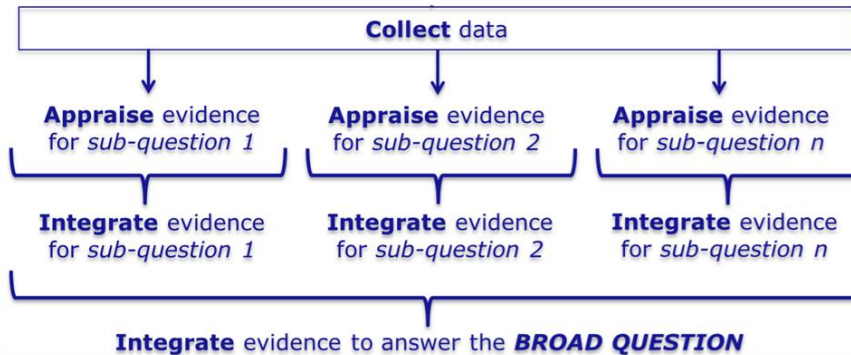 Collect data
Appraise evidence
for sub-question 1
Appraise evidence
for sub-question 2
Appraise evidence
for sub-question n
Integrate evidence
for sub-question 1
Integrate evidence
for sub-question 2
Integrate evidence
for sub-question n
Integrate evidence to answer the BROAD QUESTION